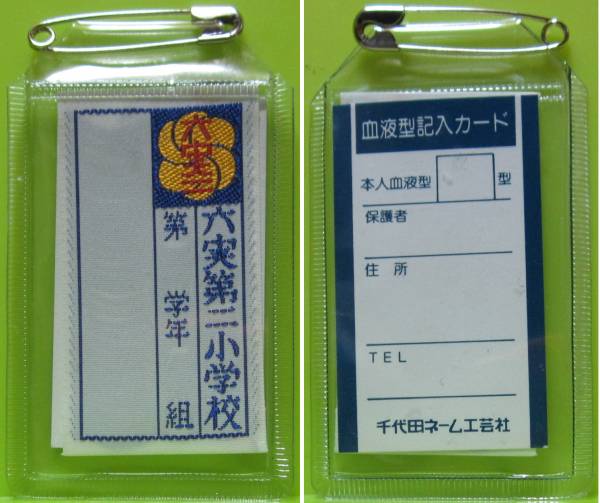 六実三
六実第三小学校
第 学年 組
血液型記入カード
本人血液型 型
保護者
住 所
TEL
千代田ネーム工芸社